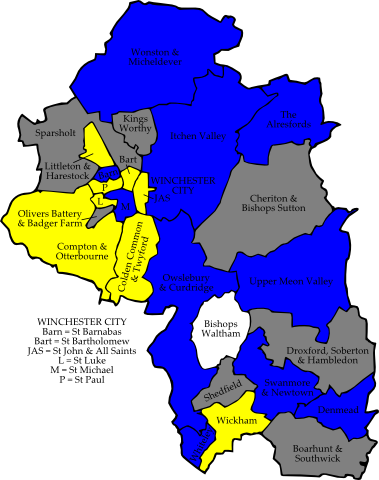 Wonston &
Micheldever
Kings
Worthy
The
Alresfords
Sparsholt
Itchen Valley
Bart
Littleton &
Harestock
WINCHESTER
CITY
P
JAS
L
M
Cheriton &
Bishops Sutton
Olivers Battery
& Badger Farm
Compton &
Otterbourne
Colden Common
& Twyford
Owslebury
& Curdridge
Upper Meon Valley
Bishops
Waltham
WINCHESTER CITY
Barn = St Barnabas
Bart = St Bartholomew
JAS = St John & All Saints
L = St Luke
M = St Michael
P = St Paul
Droxford, Soberton
& Hambledon
Shedfield
Swanmore
& Newtown
Denmead
Wickham
Boarhunt &
Southwick